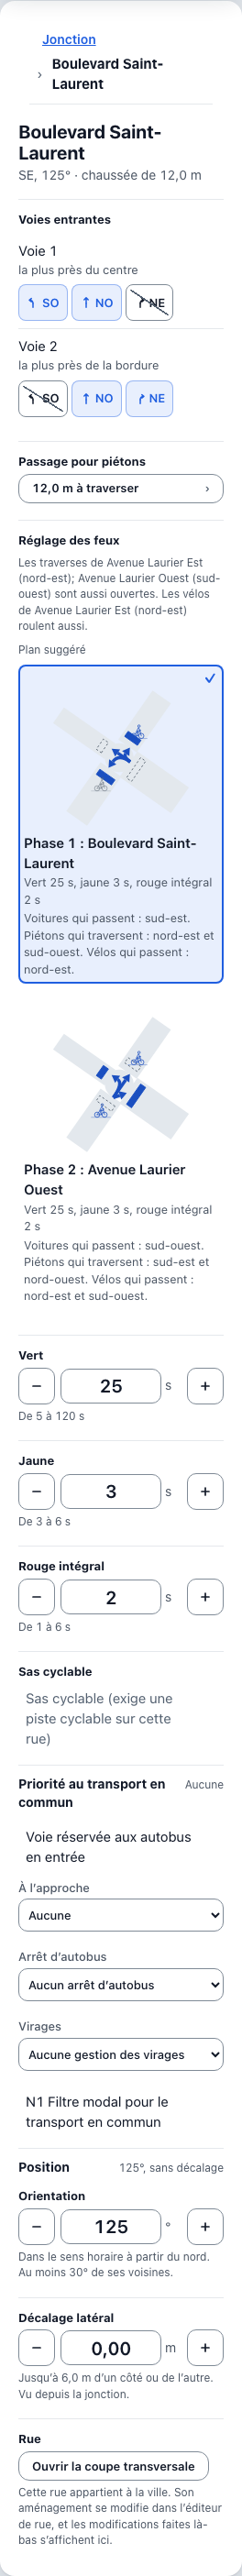 Jonction
› Boulevard Saint-
Laurent
Boulevard Saint-
Laurent
SE, 125° · chaussée de 12,0 m
Voies entrantes
Voie 1
la plus près du centre
SO NO NE
Voie 2
la plus près de la bordure
SO NO NE
Passage pour piétons
12,0 m à traverser ›
Réglage des feux
Les traverses de Avenue Laurier Est
(nord-est); Avenue Laurier Ouest (sud-
ouest) sont aussi ouvertes. Les vélos
de Avenue Laurier Est (nord-est)
roulent aussi.
Plan suggéré
Phase 1 : Boulevard Saint-
Laurent
Vert 25 s, jaune 3 s, rouge intégral
2 s
Voitures qui passent : sud-est.
Piétons qui traversent : nord-est et
sud-ouest. Vélos qui passent :
nord-est.
Phase 2 : Avenue Laurier
Ouest
Vert 25 s, jaune 3 s, rouge intégral
2 s
Voitures qui passent : sud-ouest.
Piétons qui traversent : sud-est et
nord-ouest. Vélos qui passent :
nord-est et sud-ouest.
Vert
− 25 s +
De 5 à 120 s
Jaune
− 3 s +
De 3 à 6 s
Rouge intégral
− 2 s +
De 1 à 6 s
Sas cyclable
Sas cyclable (exige une
piste cyclable sur cette
rue)
Priorité au transport en Aucune
commun
Voie réservée aux autobus
en entrée
À l'approche
Aucune
Arrêt d'autobus
Aucun arrêt d'autobus
Virages
Aucune gestion des virages
N1 Filtre modal pour le
transport en commun
Position 125°, sans décalage
Orientation
− 125 ° +
Dans le sens horaire à partir du nord.
Au moins 30° de ses voisines.
Décalage latéral
− 0,00 m +
Jusqu'à 6,0 m d'un côté ou de l'autre.
Vu depuis la jonction.
Rue
Ouvrir la coupe transversale
Cette rue appartient à la ville. Son
aménagement se modifie dans l'éditeur
de rue, et les modifications faites là-
bas s'affichent ici.